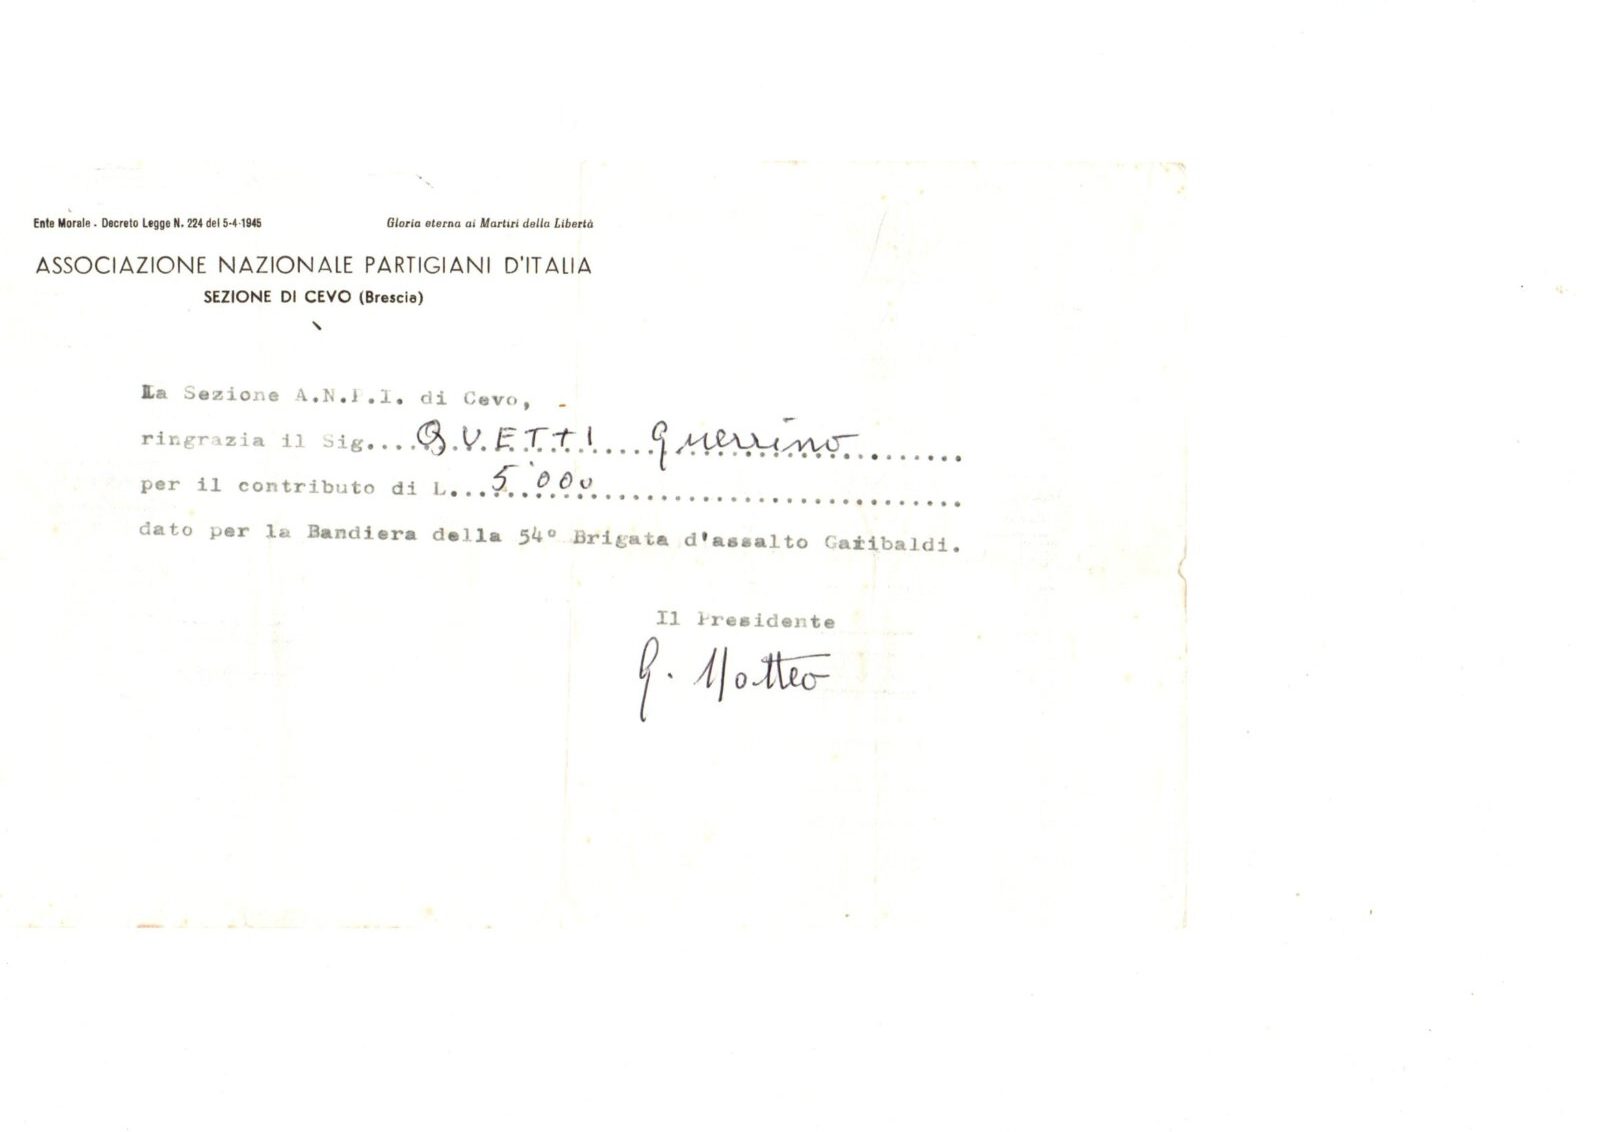 Ente Morale - Decreto Legge N. 224 del 5-4-1945 Gloria eterna ai Martiri della Libertà
ASSOCIAZIONE NAZIONALE PARTIGIANI D'ITALIA
SEZIONE DI CEVO (Brescia)
La Sezione A.N.P.I. di Cevo,
ringrazia il Sig....QVETTI...Guerrino.........
per il contributo di L...5'000..............................
dato per la Bandiera della 54° Brigata d'assalto Garibaldi.
Il Presidente
G. Matteo